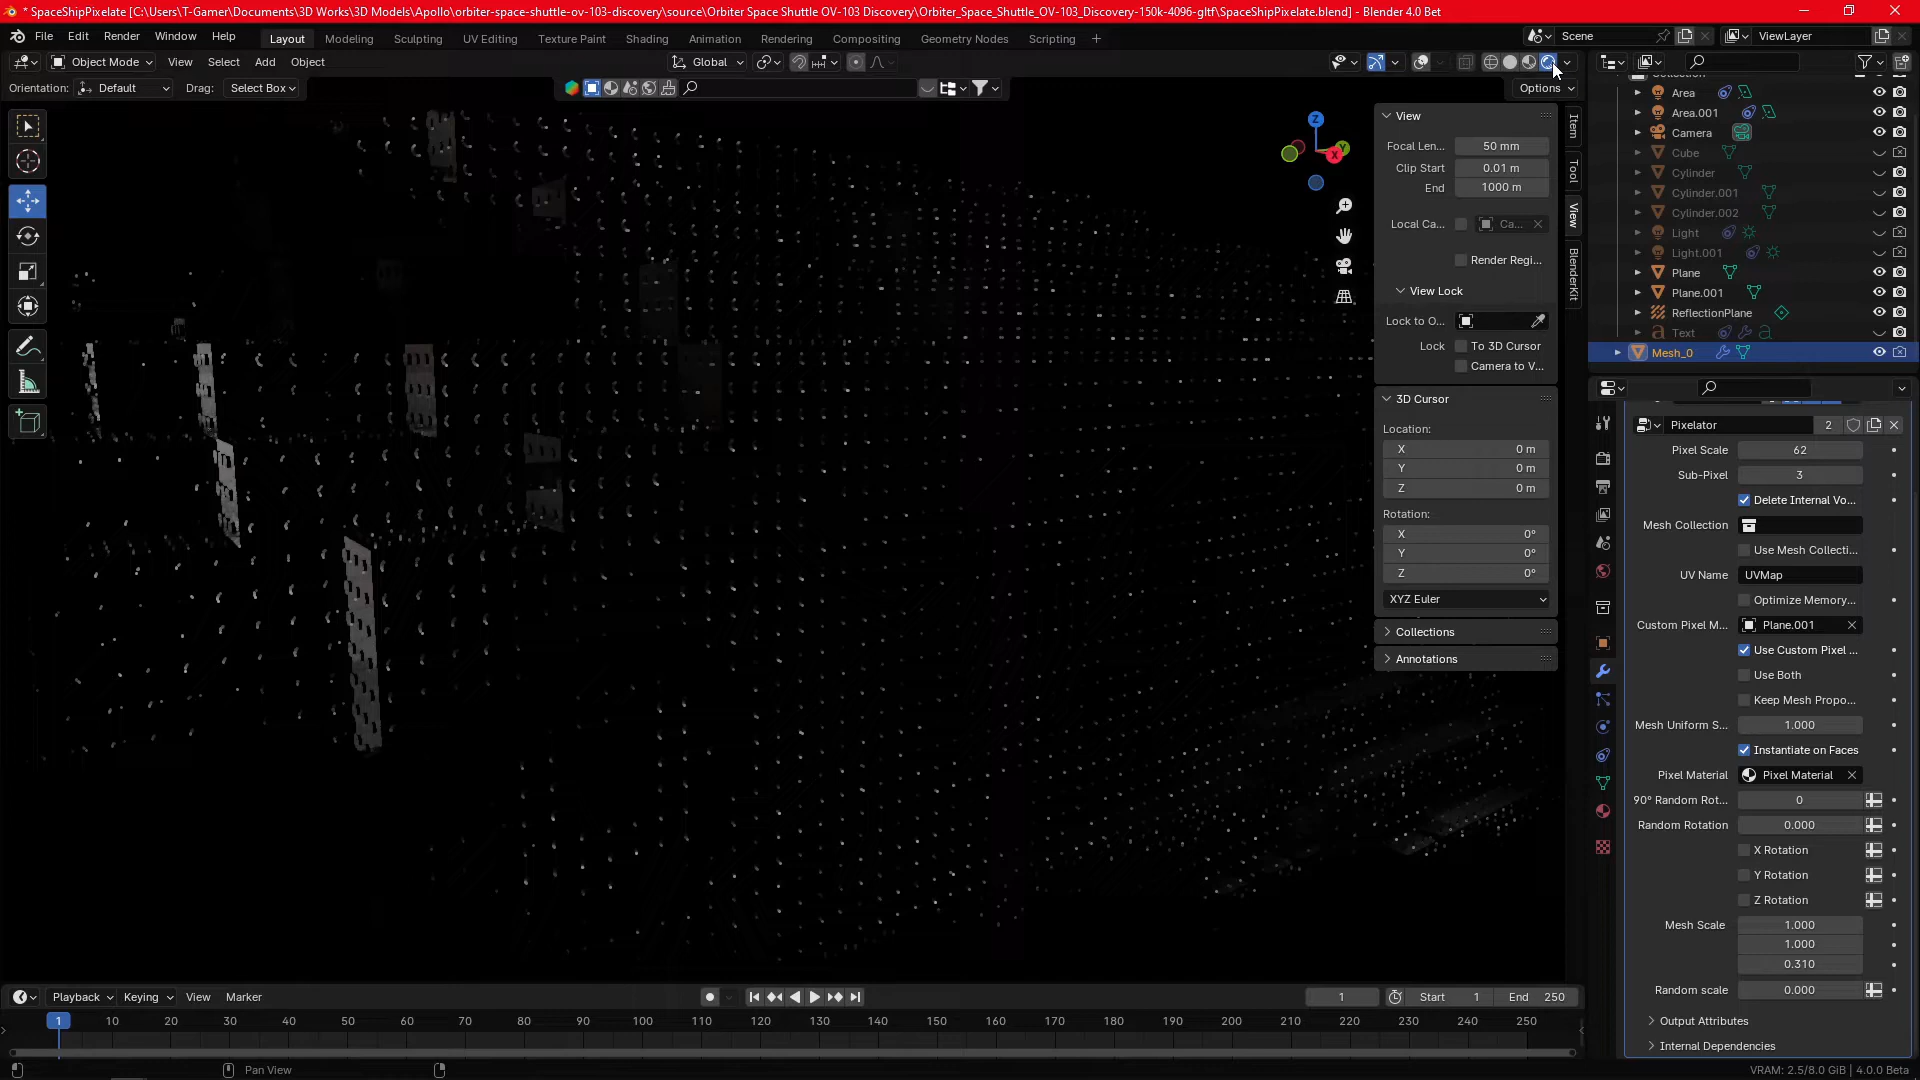 * SpaceShipPixelate [C:\Users\T-Gamer\Documents\3D Works\3D Models\Apollo\orbiter-space-shuttle-ov-103-discovery\source\Orbiter Space Shuttle OV-103 Discovery\Orbiter_Space_Shuttle_OV-103_Discovery-150k-4096-gltf\SpaceShipPixelate.blend] - Blender 4.0 Bet
File Edit Render Window Help
Layout Modeling Sculpting UV Editing Texture Paint Shading Animation Rendering Compositing Geometry Nodes Scripting +
Scene
ViewLayer
Object Mode View Select Add Object
Global
Orientation: Default Drag: Select Box
Options
View
Focal Len... 50 mm
Clip Start 0.01 m
End 1000 m
Local Ca... Ca...
Render Regi...
View Lock
Lock to O...
Lock To 3D Cursor
Camera to V...
3D Cursor
Location:
X 0 m
Y 0 m
Z 0 m
Rotation:
X 0°
Y 0°
Z 0°
XYZ Euler
Collections
Annotations
Item
Tool
View
BlenderKit
Z
Y
X
Area
Area.001
Camera
Cube
Cylinder
Cylinder.001
Cylinder.002
Light
Light.001
Plane
Plane.001
ReflectionPlane
Text
Mesh_0
Pixelator 2
Pixel Scale 62
Sub-Pixel 3
Delete Internal Vo...
Mesh Collection
Use Mesh Collecti...
UV Name UVMap
Optimize Memory...
Custom Pixel M... Plane.001
Use Custom Pixel ...
Use Both
Keep Mesh Propo...
Mesh Uniform S... 1.000
Instantiate on Faces
Pixel Material Pixel Material
90° Random Rot... 0
Random Rotation 0.000
X Rotation
Y Rotation
Z Rotation
Mesh Scale 1.000
1.000
0.310
Random scale 0.000
Output Attributes
Internal Dependencies
Playback Keying View Marker
1 Start 1 End 250
1 10 20 30 40 50 60 70 80 90 100 110 120 130 140 150 160 170 180 190 200 210 220 230 240 250
Pan View
VRAM: 2.5/8.0 GiB | 4.0.0 Beta